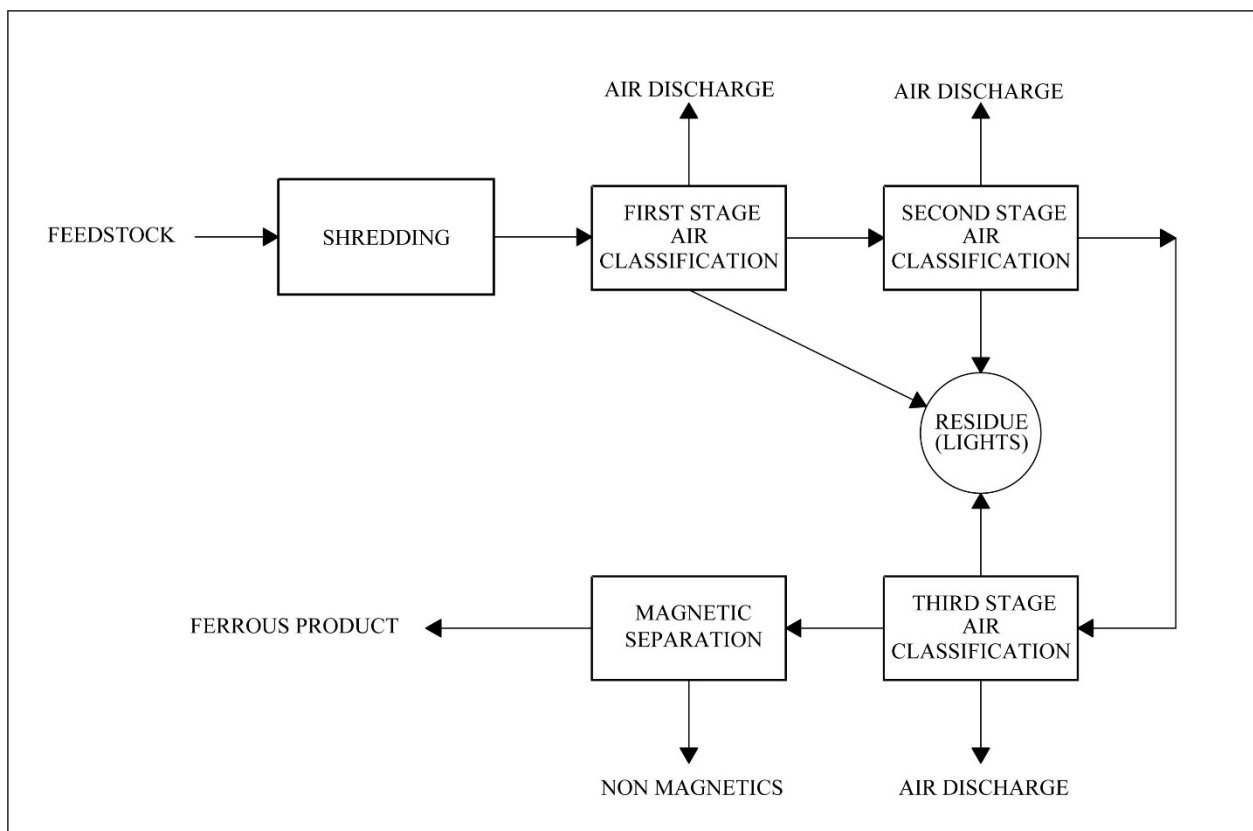 AIR DISCHARGE
AIR DISCHARGE
FEEDSTOCK
SHREDDING
FIRST STAGE
AIR
CLASSIFICATION
SECOND STAGE
AIR
CLASSIFICATION
RESIDUE
(LIGHTS)
FERROUS PRODUCT
MAGNETIC
SEPARATION
THIRD STAGE
AIR
CLASSIFICATION
NON MAGNETICS
AIR DISCHARGE